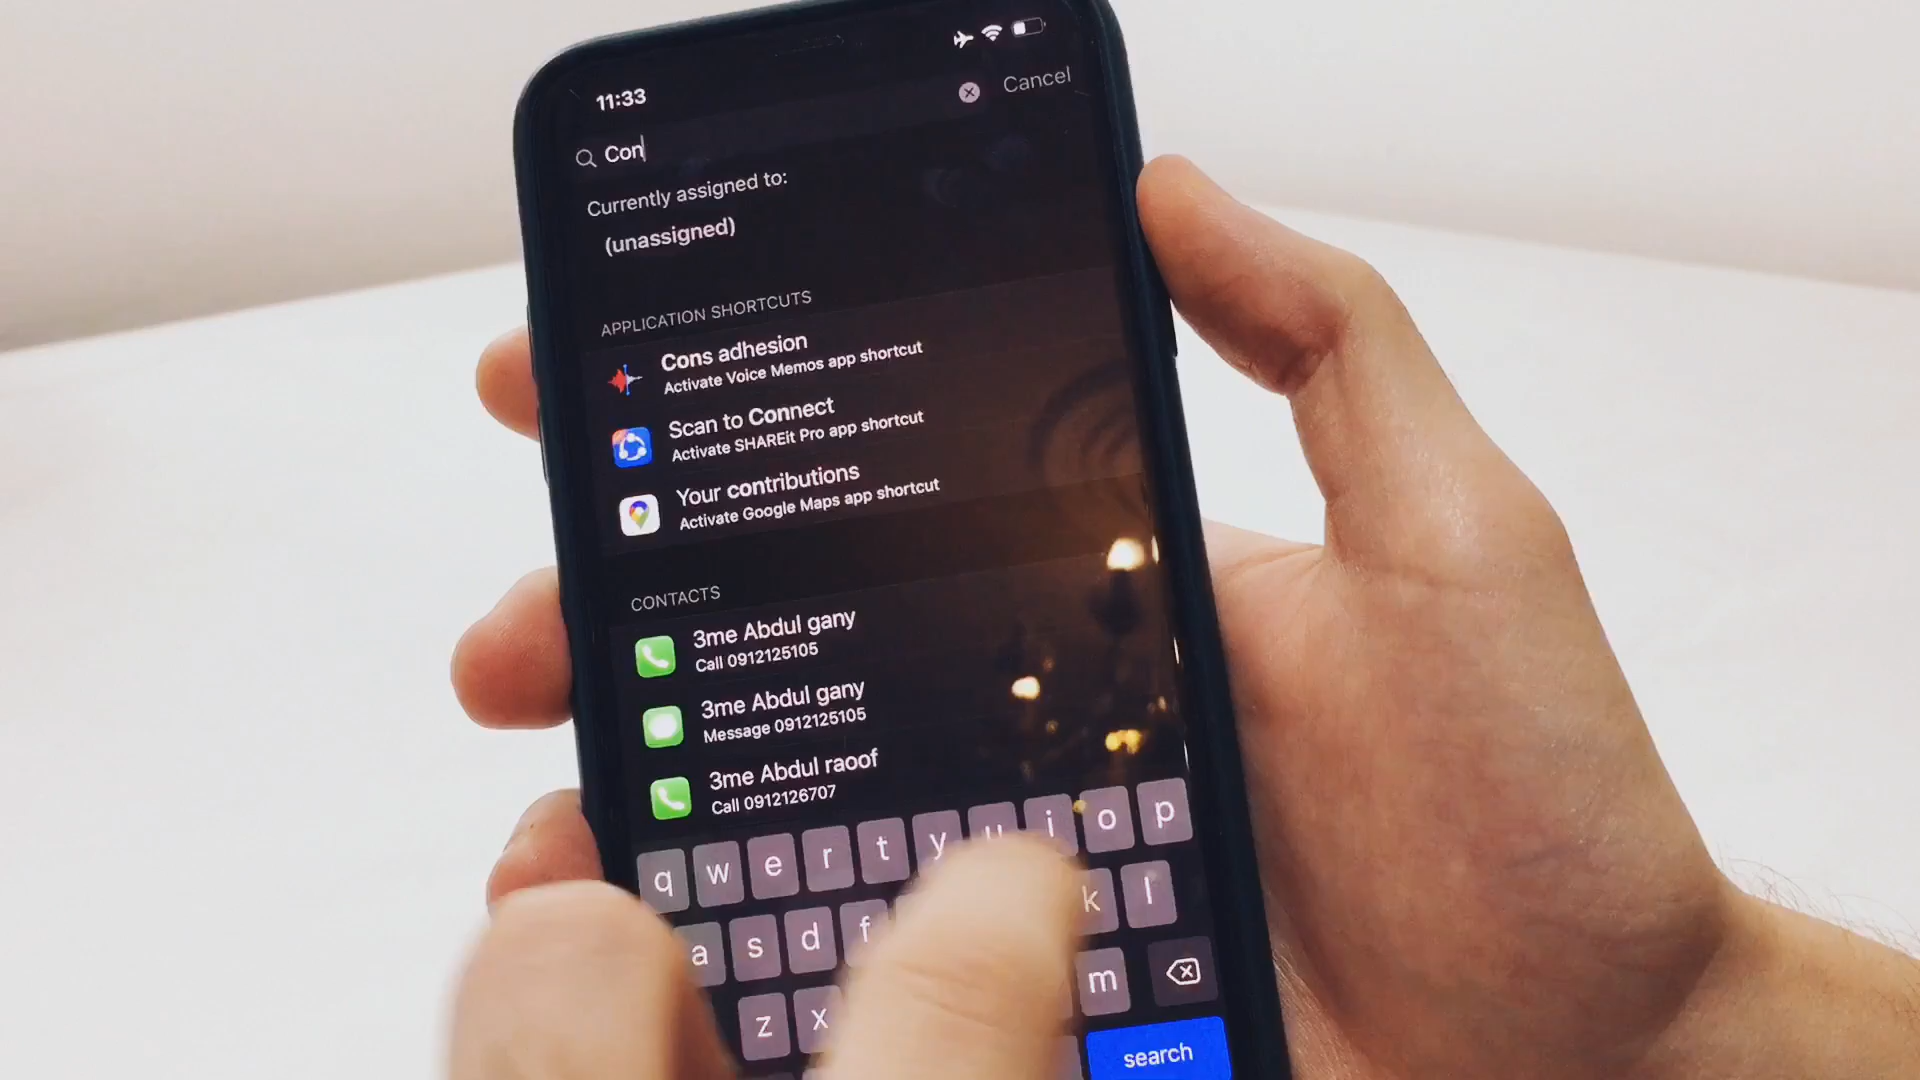 11:33
Cancel
Con
Currently assigned to:
(unassigned)
APPLICATION SHORTCUTS
Cons adhesion
Activate Voice Memos app shortcut
Scan to Connect
Activate SHAREit Pro app shortcut
Your contributions
Activate Google Maps app shortcut
CONTACTS
3me Abdul gany
Call 0912125105
3me Abdul gany
Message 0912125105
3me Abdul raoof
Call 0912126707
q w e r t y u i o p
a s d f k l
z x m
search